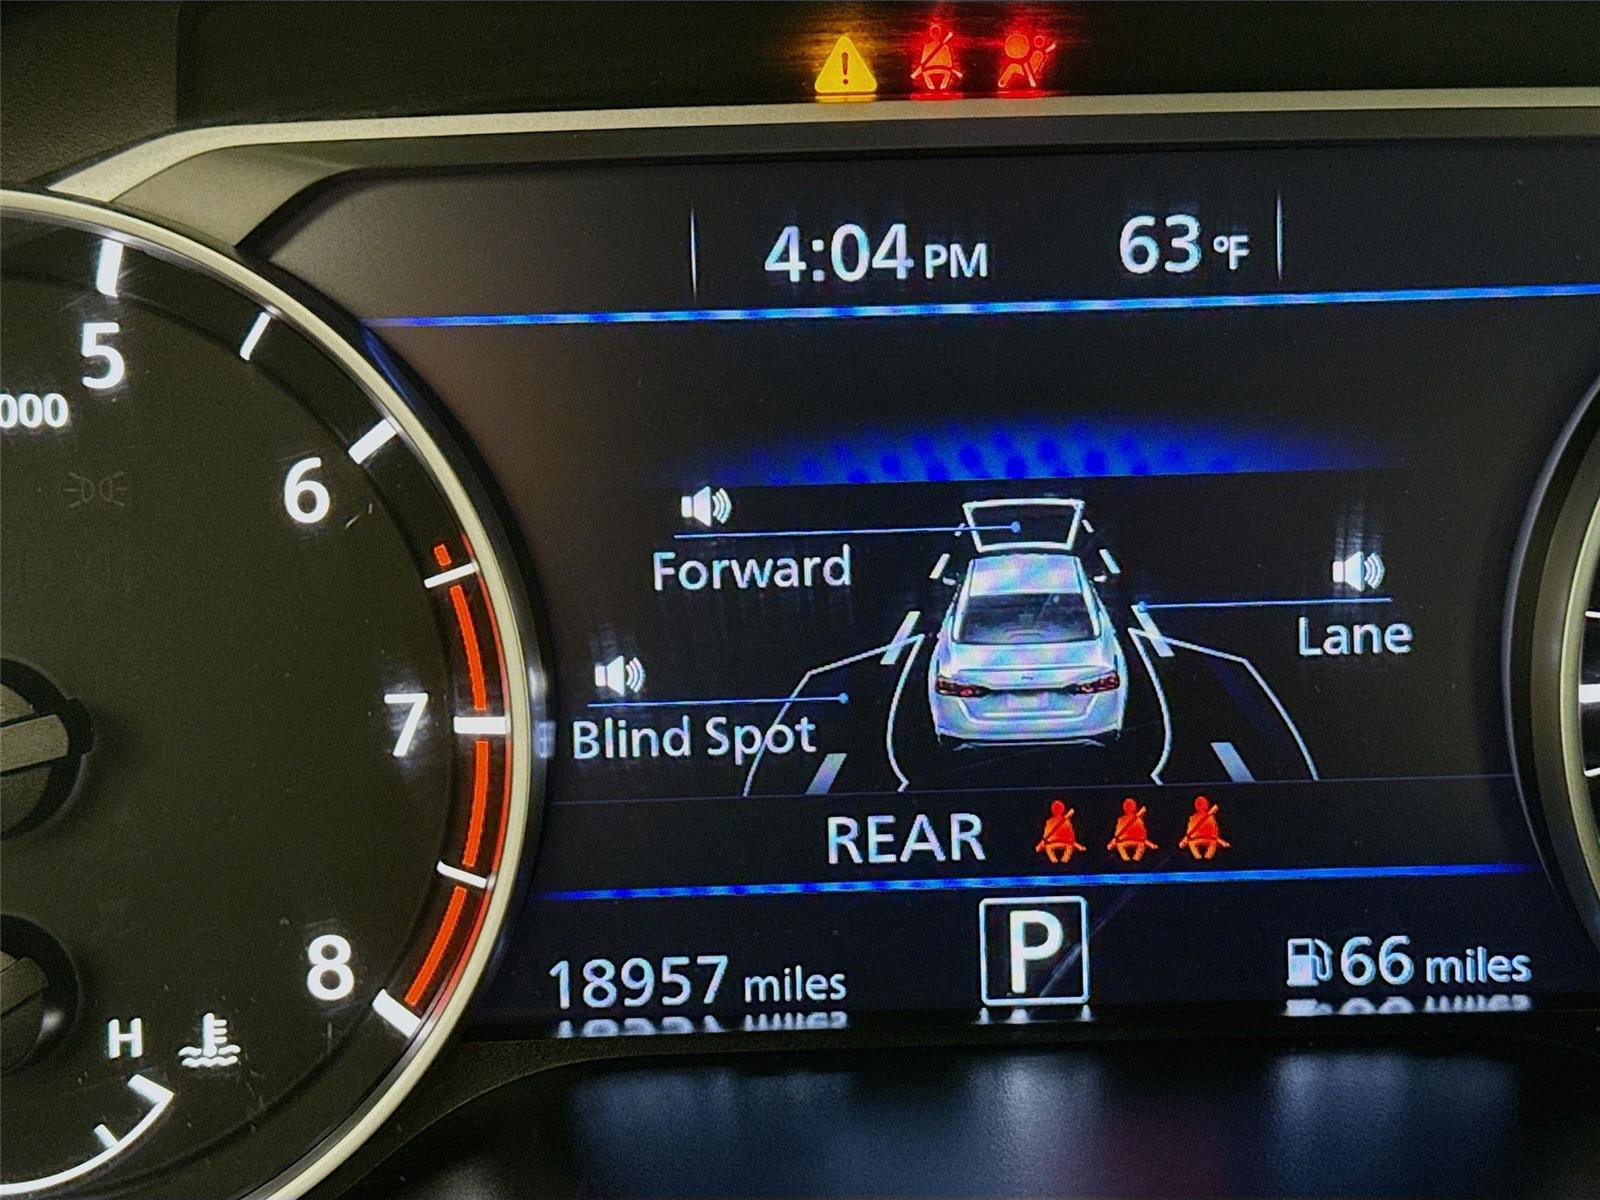 4:04 PM 63 °F
5
000
6
Forward
Lane
7
Blind Spot
REAR
8
P
18957 miles
66 miles
H